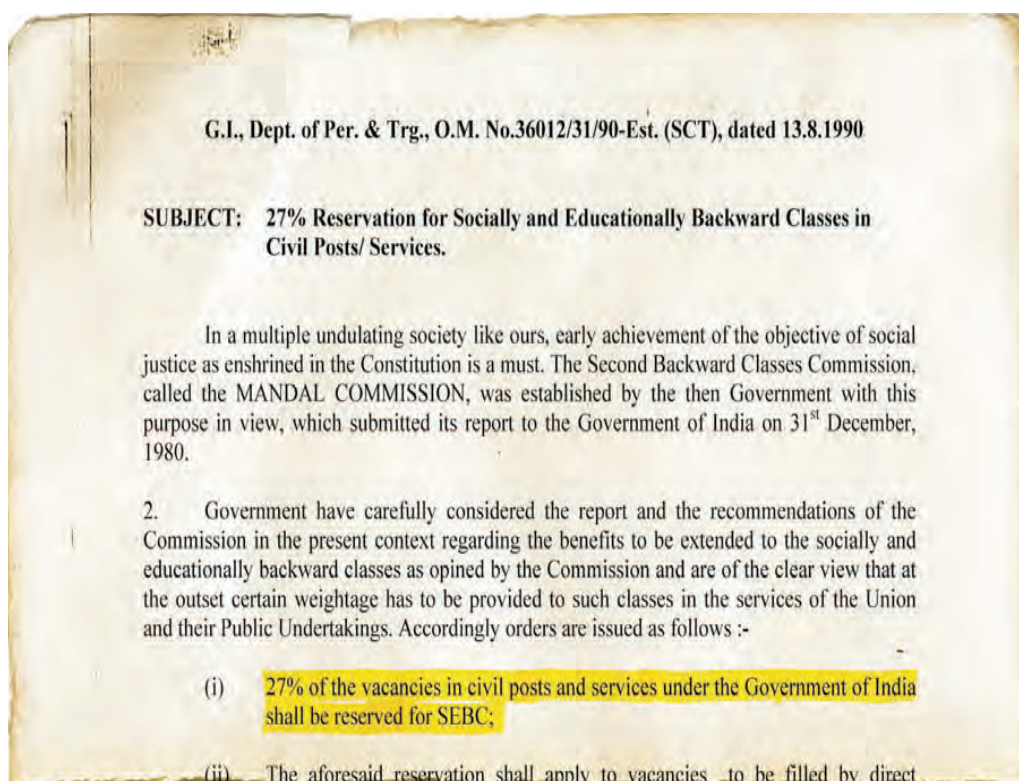 G.I., Dept. of Per. & Trg., O.M. No.36012/31/90-Est. (SCT), dated 13.8.1990
SUBJECT: 27% Reservation for Socially and Educationally Backward Classes in
Civil Posts/ Services.
In a multiple undulating society like ours, early achievement of the objective of social
justice as enshrined in the Constitution is a must. The Second Backward Classes Commission,
called the MANDAL COMMISSION, was established by the then Government with this
purpose in view, which submitted its report to the Government of India on 31st December,
1980.
2. Government have carefully considered the report and the recommendations of the
Commission in the present context regarding the benefits to be extended to the socially and
educationally backward classes as opined by the Commission and are of the clear view that at
the outset certain weightage has to be provided to such classes in the services of the Union
and their Public Undertakings. Accordingly orders are issued as follows :-
(i) 27% of the vacancies in civil posts and services under the Government of India
shall be reserved for SEBC;
(ii) The aforesaid reservation shall apply to vacancies to be filled by direct